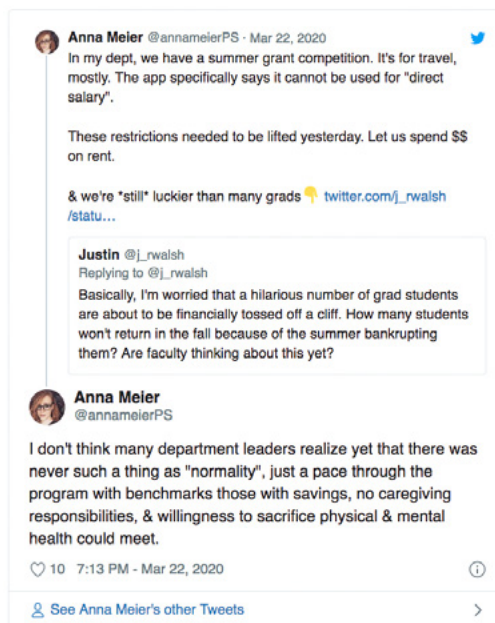 Anna Meier @annameierPS · Mar 22, 2020
In my dept, we have a summer grant competition. It's for travel,
mostly. The app specifically says it cannot be used for "direct
salary".
These restrictions needed to be lifted yesterday. Let us spend $$
on rent.
& we're *still* luckier than many grads 👇 twitter.com/j_rwalsh
/statu...
Justin @j_rwalsh
Replying to @j_rwalsh
Basically, I'm worried that a hilarious number of grad students
are about to be financially tossed off a cliff. How many students
won't return in the fall because of the summer bankrupting
them? Are faculty thinking about this yet?
Anna Meier
@annameierPS
I don't think many department leaders realize yet that there was
never such a thing as "normality", just a pace through the
program with benchmarks those with savings, no caregiving
responsibilities, & willingness to sacrifice physical & mental
health could meet.
10 7:13 PM - Mar 22, 2020
See Anna Meier's other Tweets